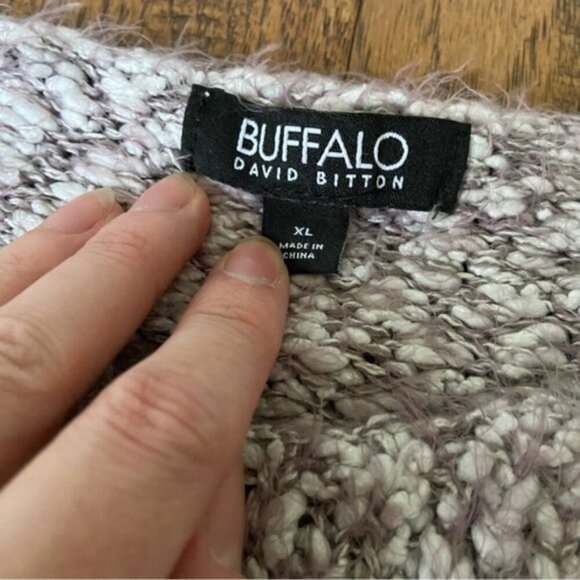 BUFFALO
DAVID BITTON
XL
MADE IN
CHINA